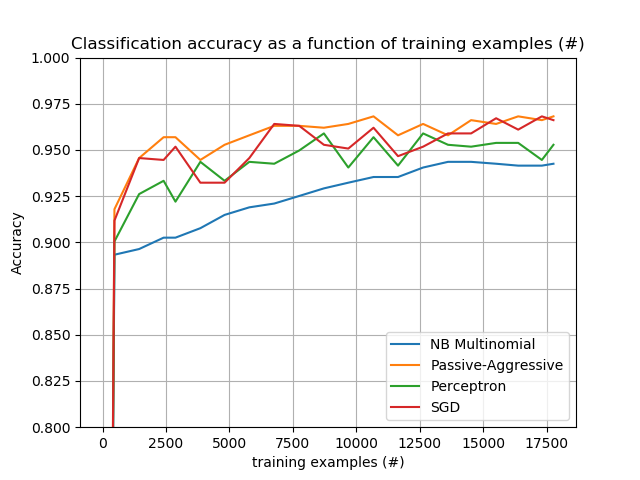 Classification accuracy as a function of training examples (#)
1.000
0.975
0.950
0.925
0.900
0.875
0.850
0.825
0.800
Accuracy
NB Multinomial
Passive-Aggressive
Perceptron
SGD
0 2500 5000 7500 10000 12500 15000 17500
training examples (#)